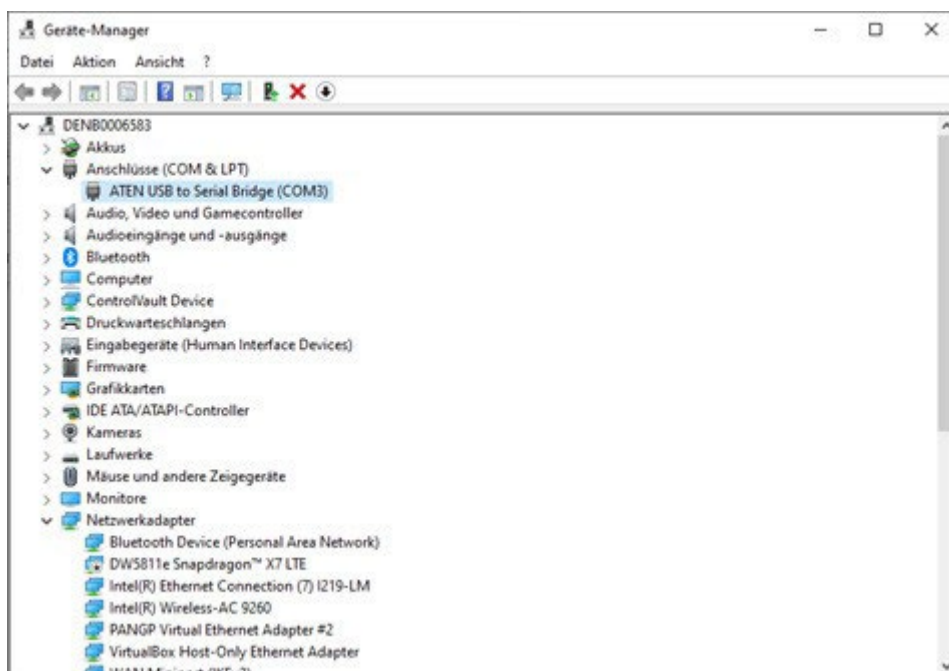 Geräte-Manager
Datei Aktion Ansicht ?
DENB0006583
Akkus
Anschlüsse (COM & LPT)
ATEN USB to Serial Bridge (COM3)
Audio, Video und Gamecontroller
Audioeingänge und -ausgänge
Bluetooth
Computer
ControlVault Device
Druckwarteschlangen
Eingabegeräte (Human Interface Devices)
Firmware
Grafikkarten
IDE ATA/ATAPI-Controller
Kameras
Laufwerke
Mäuse und andere Zeigegeräte
Monitore
Netzwerkadapter
Bluetooth Device (Personal Area Network)
DW5811e Snapdragon™ X7 LTE
Intel(R) Ethernet Connection (7) I219-LM
Intel(R) Wireless-AC 9260
PANGP Virtual Ethernet Adapter #2
VirtualBox Host-Only Ethernet Adapter